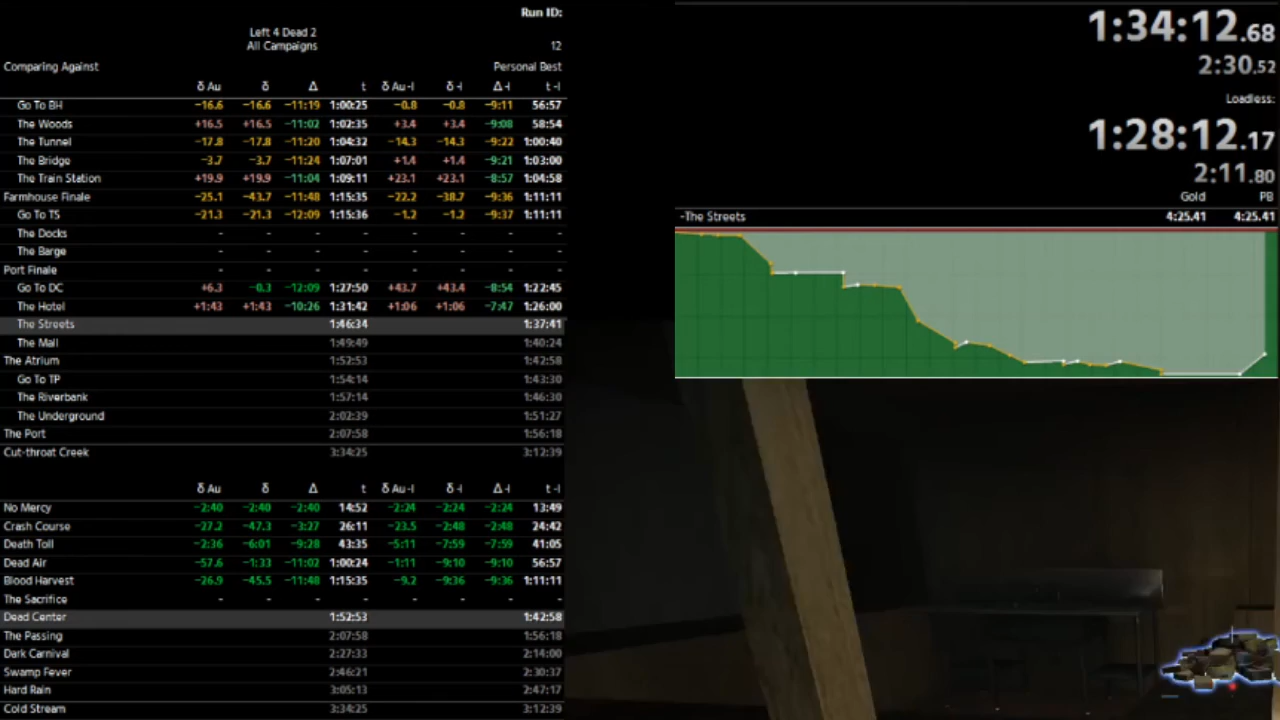 Run ID:
Left 4 Dead 2
All Campaigns
12
Comparing Against Personal Best
δ Au δ Δ t δ Au -l δ -l Δ -l t -l
Go To BH −16.6 −16.6 −11:19 1:00:25 −0.8 −0.8 −9:11 56:57
The Woods +16.5 +16.5 −11:02 1:02:35 +3.4 +3.4 −9:08 58:54
The Tunnel −17.8 −17.8 −11:20 1:04:32 −14.3 −14.3 −9:22 1:00:40
The Bridge −3.7 −3.7 −11:24 1:07:01 +1.4 +1.4 −9:21 1:03:00
The Train Station +19.9 +19.9 −11:04 1:09:11 +23.1 +23.1 −8:57 1:04:58
Farmhouse Finale −25.1 −43.7 −11:48 1:15:35 −22.2 −38.7 −9:36 1:11:11
Go To TS −21.3 −21.3 −12:09 1:15:36 −1.2 −1.2 −9:37 1:11:11
The Docks - - - - - - - -
The Barge - - - - - - - -
Port Finale - - - - - - - -
Go To DC +6.3 −0.3 −12:09 1:27:50 +43.7 +43.4 −8:54 1:22:45
The Hotel +1:43 +1:43 −10:26 1:31:42 +1:06 +1:06 −7:47 1:26:00
The Streets 1:46:34 1:37:41
The Mall 1:49:49 1:40:24
The Atrium 1:52:53 1:42:58
Go To TP 1:54:14 1:43:30
The Riverbank 1:57:14 1:46:30
The Underground 2:02:39 1:51:27
The Port 2:07:58 1:56:18
Cut-throat Creek 3:34:25 3:12:39
δ Au δ Δ t δ Au -l δ -l Δ -l t -l
No Mercy −2:40 −2:40 −2:40 14:52 −2:24 −2:24 −2:24 13:49
Crash Course −27.2 −47.3 −3:27 26:11 −23.5 −2:48 −2:48 24:42
Death Toll −2:36 −6:01 −9:28 43:35 −5:11 −7:59 −7:59 41:05
Dead Air −57.6 −1:33 −11:02 1:00:24 −1:11 −9:10 −9:10 56:57
Blood Harvest −26.9 −45.5 −11:48 1:15:35 −9.2 −9:36 −9:36 1:11:11
The Sacrifice - - - - - - - -
Dead Center 1:52:53 1:42:58
The Passing 2:07:58 1:56:18
Dark Carnival 2:27:33 2:14:00
Swamp Fever 2:46:21 2:30:37
Hard Rain 3:05:13 2:47:17
Cold Stream 3:34:25 3:12:39
1:34:12.68
2:30.52
Loadless:
1:28:12.17
2:11.80
Gold PB
-The Streets 4:25.41 4:25.41